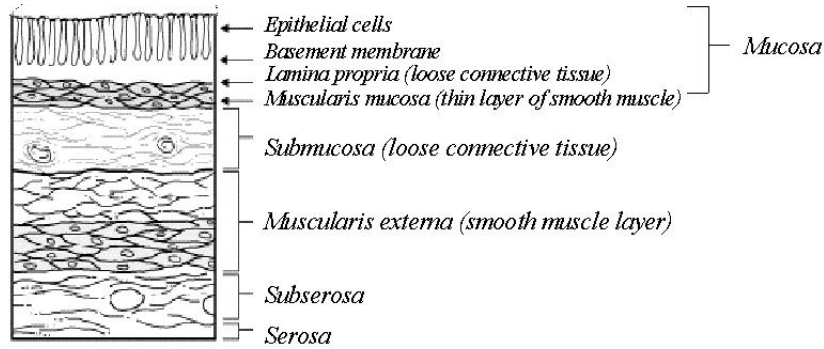 Epithelial cells
Basement membrane
Lamina propria (loose connective tissue)
Muscularis mucosa (thin layer of smooth muscle)
Mucosa
Submucosa (loose connective tissue)
Muscularis externa (smooth muscle layer)
Subserosa
Serosa